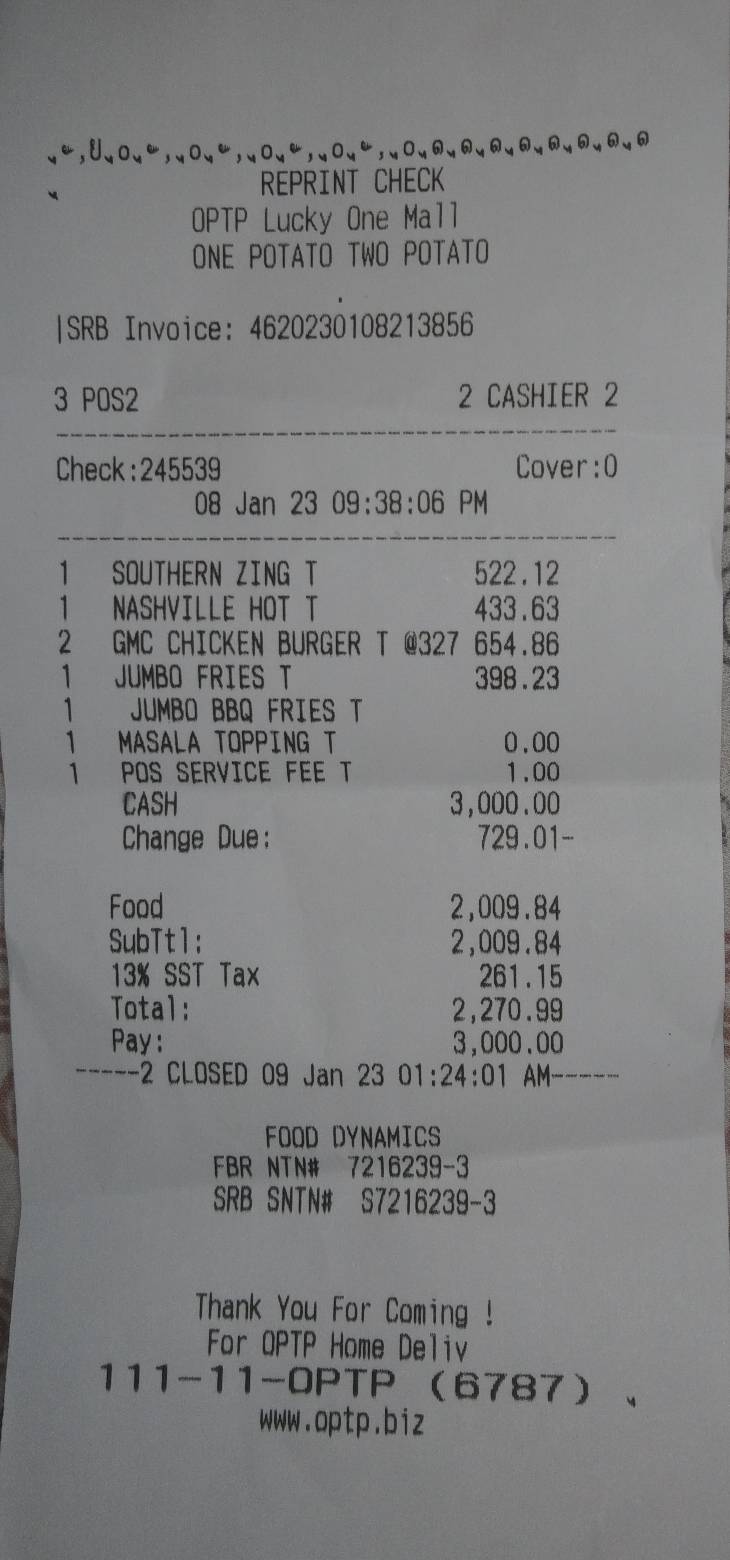 REPRINT CHECK
OPTP Lucky One Mall
ONE POTATO TWO POTATO
|SRB Invoice: 4620230108213856
3 POS2 2 CASHIER 2
Check:245539 Cover:0
08 Jan 23 09:38:06 PM
1 SOUTHERN ZING T 522.12
1 NASHVILLE HOT T 433.63
2 GMC CHICKEN BURGER T @327 654.86
1 JUMBO FRIES T 398.23
1 JUMBO BBQ FRIES T
1 MASALA TOPPING T 0.00
1 POS SERVICE FEE T 1.00
CASH 3,000.00
Change Due: 729.01-
Food 2,009.84
SubTtl: 2,009.84
13% SST Tax 261.15
Total: 2,270.99
Pay: 3,000.00
-----2 CLOSED 09 Jan 23 01:24:01 AM-----
FOOD DYNAMICS
FBR NTN# 7216239-3
SRB SNTN# S7216239-3
Thank You For Coming !
For OPTP Home Deliv
111-11-OPTP (6787)
www.optp.biz